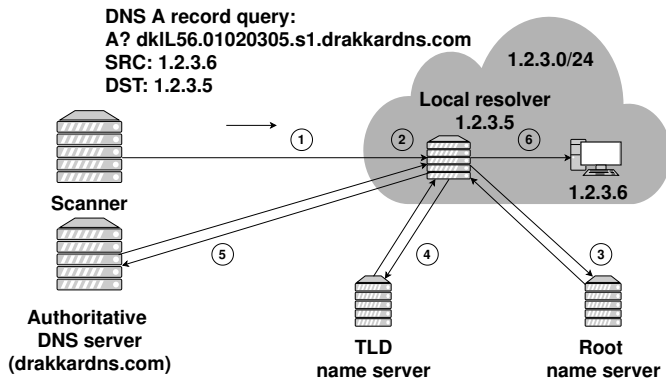 DNS A record query:
A? dklL56.01020305.s1.drakkardns.com
SRC: 1.2.3.6
DST: 1.2.3.5
1.2.3.0/24
Local resolver
1.2.3.5
1
2
6
1.2.3.6
Scanner
5
4
3
Authoritative
DNS server
(drakkardns.com)
TLD
name server
Root
name server